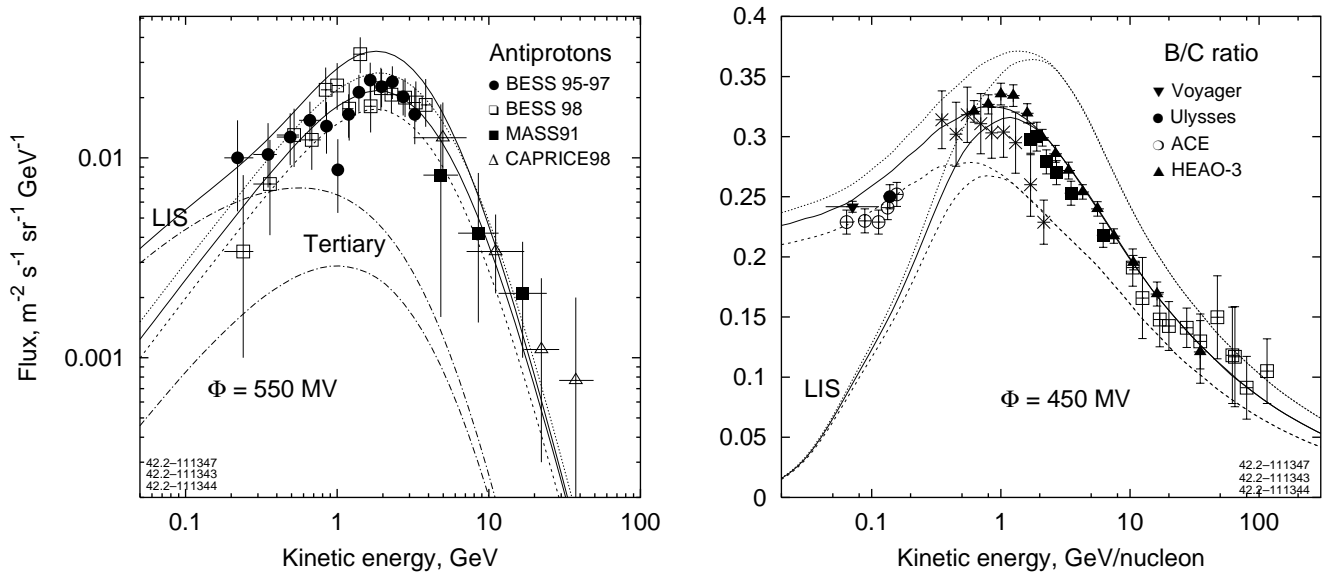 Flux, m-2 s-1 sr-1 GeV-1
0.01
0.001
Antiprotons
BESS 95-97
BESS 98
MASS91
CAPRICE98
LIS
Tertiary
Φ = 550 MV
42.2–111347
42.2–111343
42.2–111344
0.1 1 10 100
Kinetic energy, GeV
0.4
0.35
0.3
0.25
0.2
0.15
0.1
0.05
0
B/C ratio
Voyager
Ulysses
ACE
HEAO-3
LIS
Φ = 450 MV
42.2–111347
42.2–111343
42.2–111344
0.1 1 10 100
Kinetic energy, GeV/nucleon